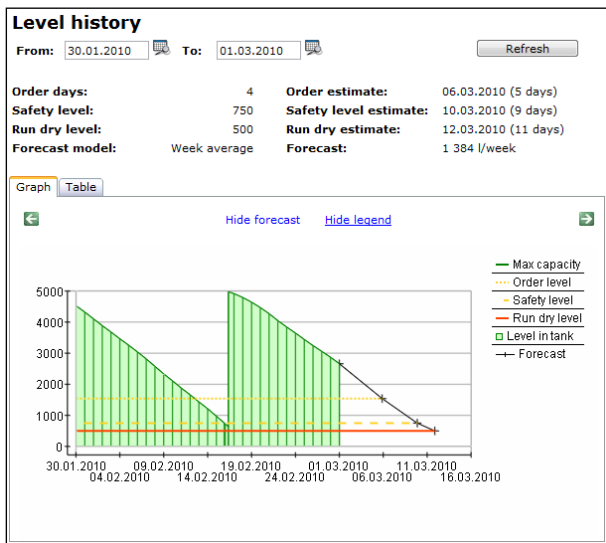 Level history
From: 30.01.2010 To: 01.03.2010 Refresh
Order days: 4 Order estimate: 06.03.2010 (5 days)
Safety level: 750 Safety level estimate: 10.03.2010 (9 days)
Run dry level: 500 Run dry estimate: 12.03.2010 (11 days)
Forecast model: Week average Forecast: 1 384 l/week
Graph Table
Hide forecast Hide legend
Max capacity
Order level
Safety level
Run dry level
Level in tank
Forecast
5000
4000
3000
2000
1000
0
30.01.2010 09.02.2010 19.02.2010 01.03.2010 11.03.2010
04.02.2010 14.02.2010 24.02.2010 06.03.2010 16.03.2010